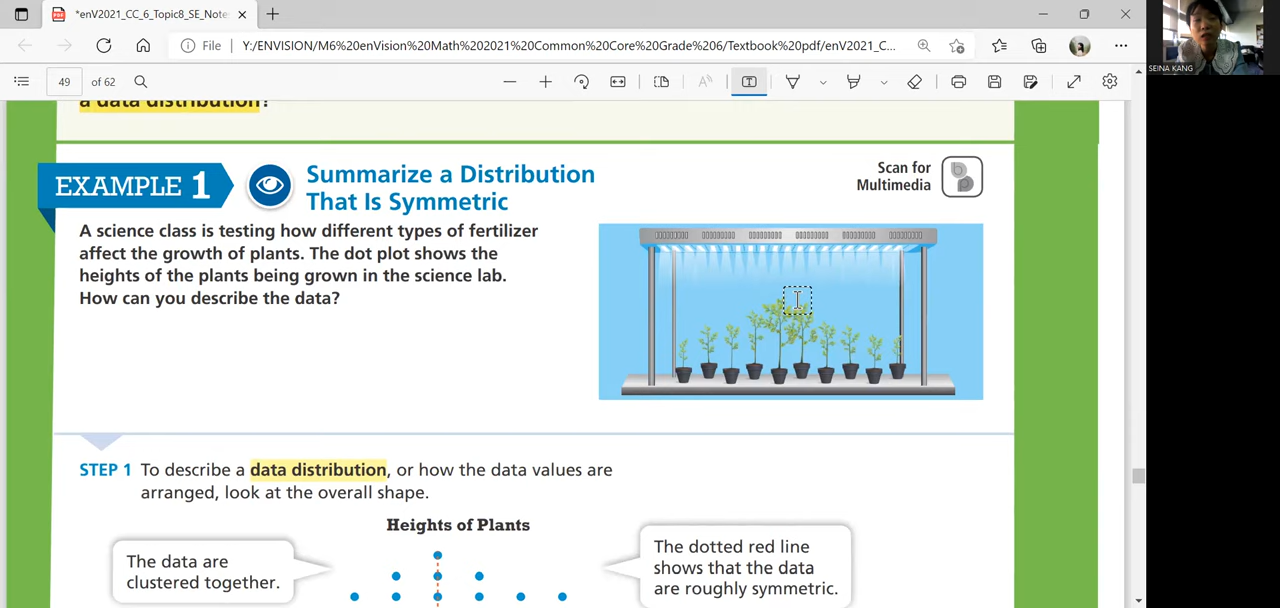 *enV2021_CC_6_Topic8_SE_Note
File
Y:/ENVISION/M6%20enVision%20Math%202021%20Common%20Core%20Grade%206/Textbook%20pdf/enV2021_C...
SEINA KANG
49 of 62
a data distribution?
EXAMPLE 1
Summarize a Distribution
That Is Symmetric
Scan for
Multimedia
A science class is testing how different types of fertilizer
affect the growth of plants. The dot plot shows the
heights of the plants being grown in the science lab.
How can you describe the data?
STEP 1 To describe a data distribution, or how the data values are
arranged, look at the overall shape.
Heights of Plants
The data are
clustered together.
The dotted red line
shows that the data
are roughly symmetric.